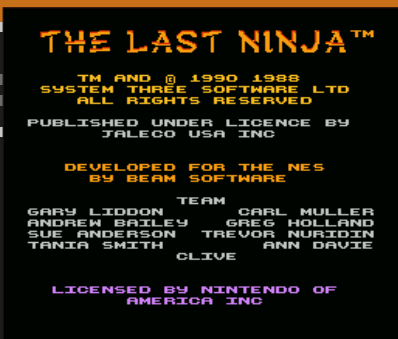 THE LAST NINJA™
TM AND © 1990 1988
SYSTEM THREE SOFTWARE LTD
ALL RIGHTS RESERVED
PUBLISHED UNDER LICENCE BY
JALECO USA INC
DEVELOPED FOR THE NES
BY BEAM SOFTWARE
TEAM
GARY LIDDON CARL MULLER
ANDREW BAILEY GREG HOLLAND
SUE ANDERSON TREVOR NURIDIN
TANIA SMITH ANN DAVIE
CLIVE
LICENSED BY NINTENDO OF
AMERICA INC